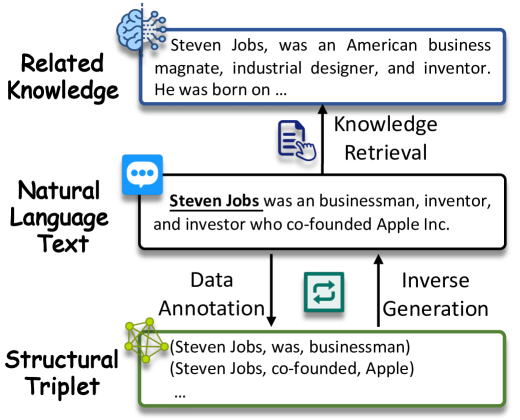 Related
Knowledge
Steven Jobs, was an American business
magnate, industrial designer, and inventor.
He was born on ...
Knowledge
Retrieval
Natural
Language
Text
Steven Jobs was an businessman, inventor,
and investor who co-founded Apple Inc.
Data
Annotation
Inverse
Generation
Structural
Triplet
(Steven Jobs, was, businessman)
(Steven Jobs, co-founded, Apple)
...